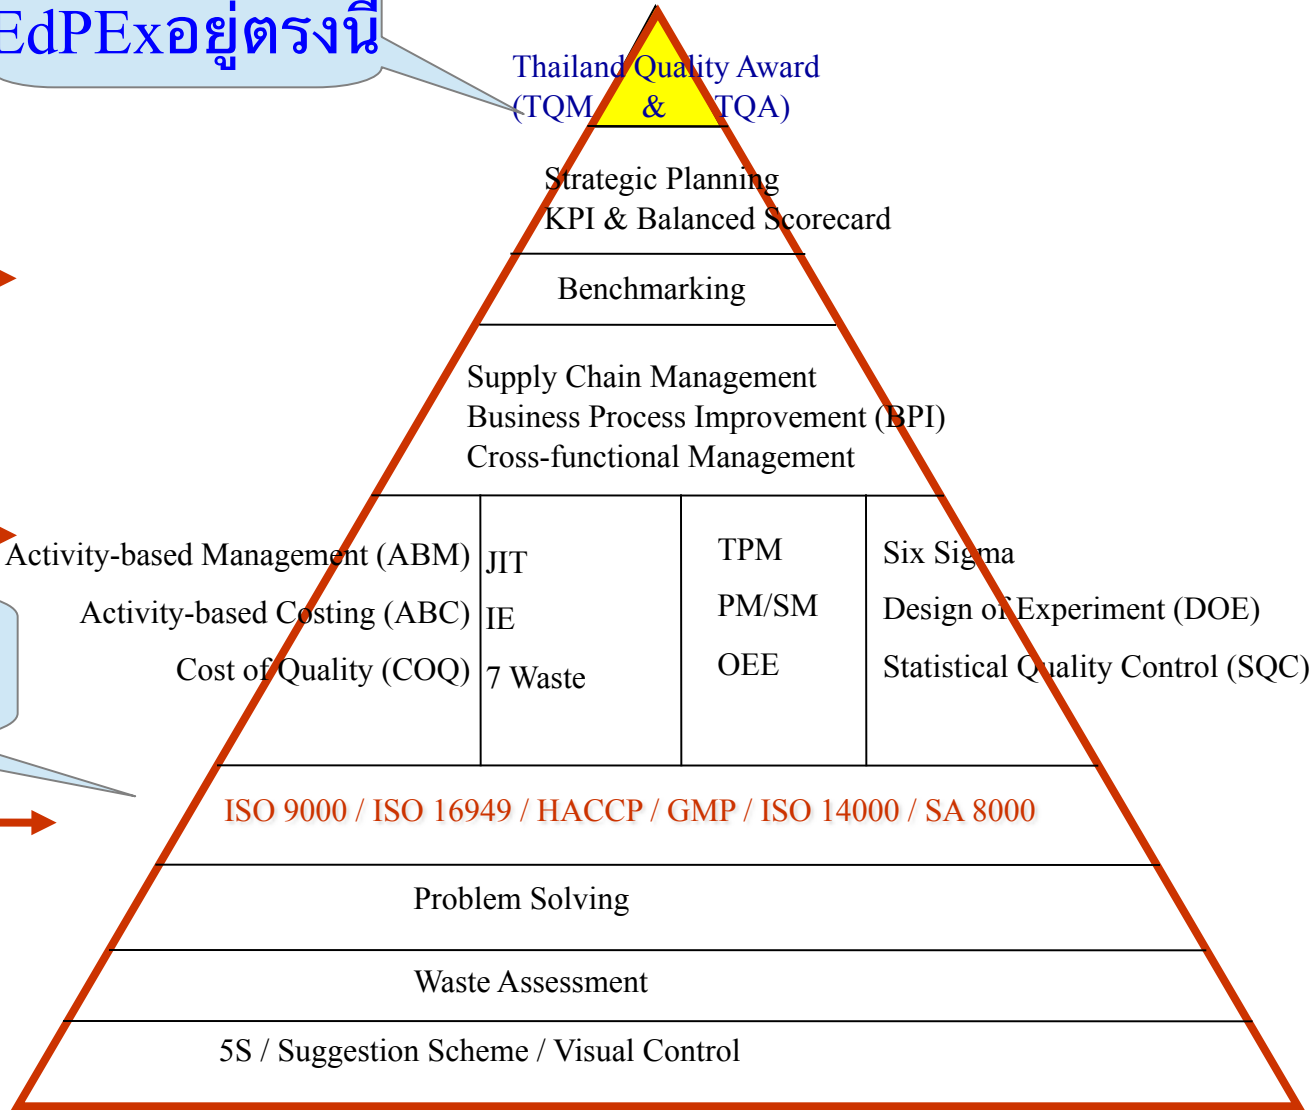 EdPExอยู่ตรงนี้
Thailand Quality Award
(TQM & TQA)
Strategic Planning
KPI & Balanced Scorecard
Benchmarking
Supply Chain Management
Business Process Improvement (BPI)
Cross-functional Management
Activity-based Management (ABM)
Activity-based Costing (ABC)
Cost of Quality (COQ)
JIT
IE
7 Waste
TPM
PM/SM
OEE
Six Sigma
Design of Experiment (DOE)
Statistical Quality Control (SQC)
ISO 9000 / ISO 16949 / HACCP / GMP / ISO 14000 / SA 8000
Problem Solving
Waste Assessment
5S / Suggestion Scheme / Visual Control